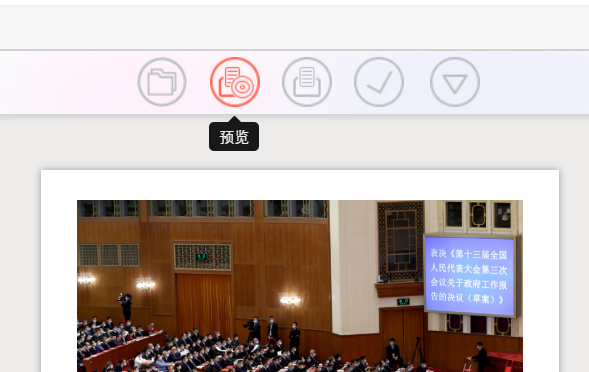 预览
表决《第十三届全国
人民代表大会第三次
会议关于政府工作报
告的决议（草案）》